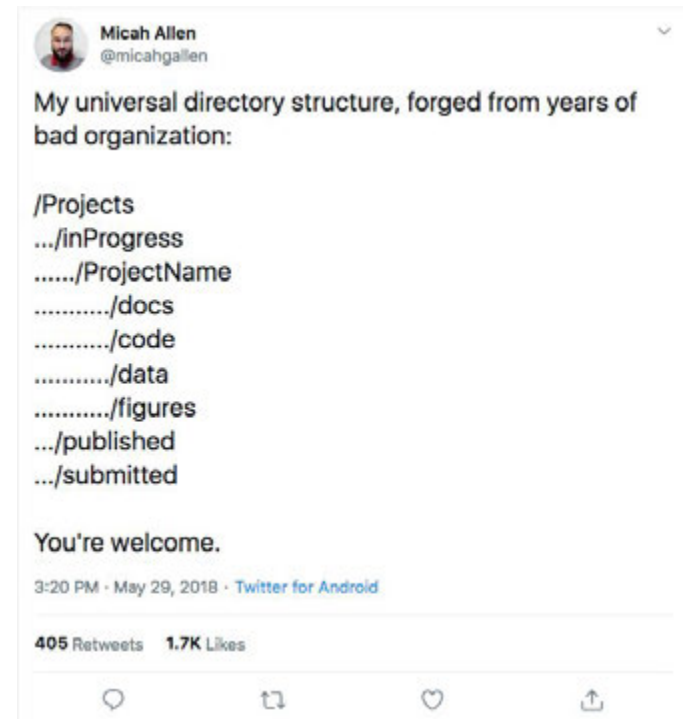 Micah Allen
@micahgallen
My universal directory structure, forged from years of
bad organization:
/Projects
.../inProgress
....../ProjectName
.........../docs
.........../code
.........../data
.........../figures
.../published
.../submitted
You're welcome.
3:20 PM · May 29, 2018 · Twitter for Android
405 Retweets 1.7K Likes